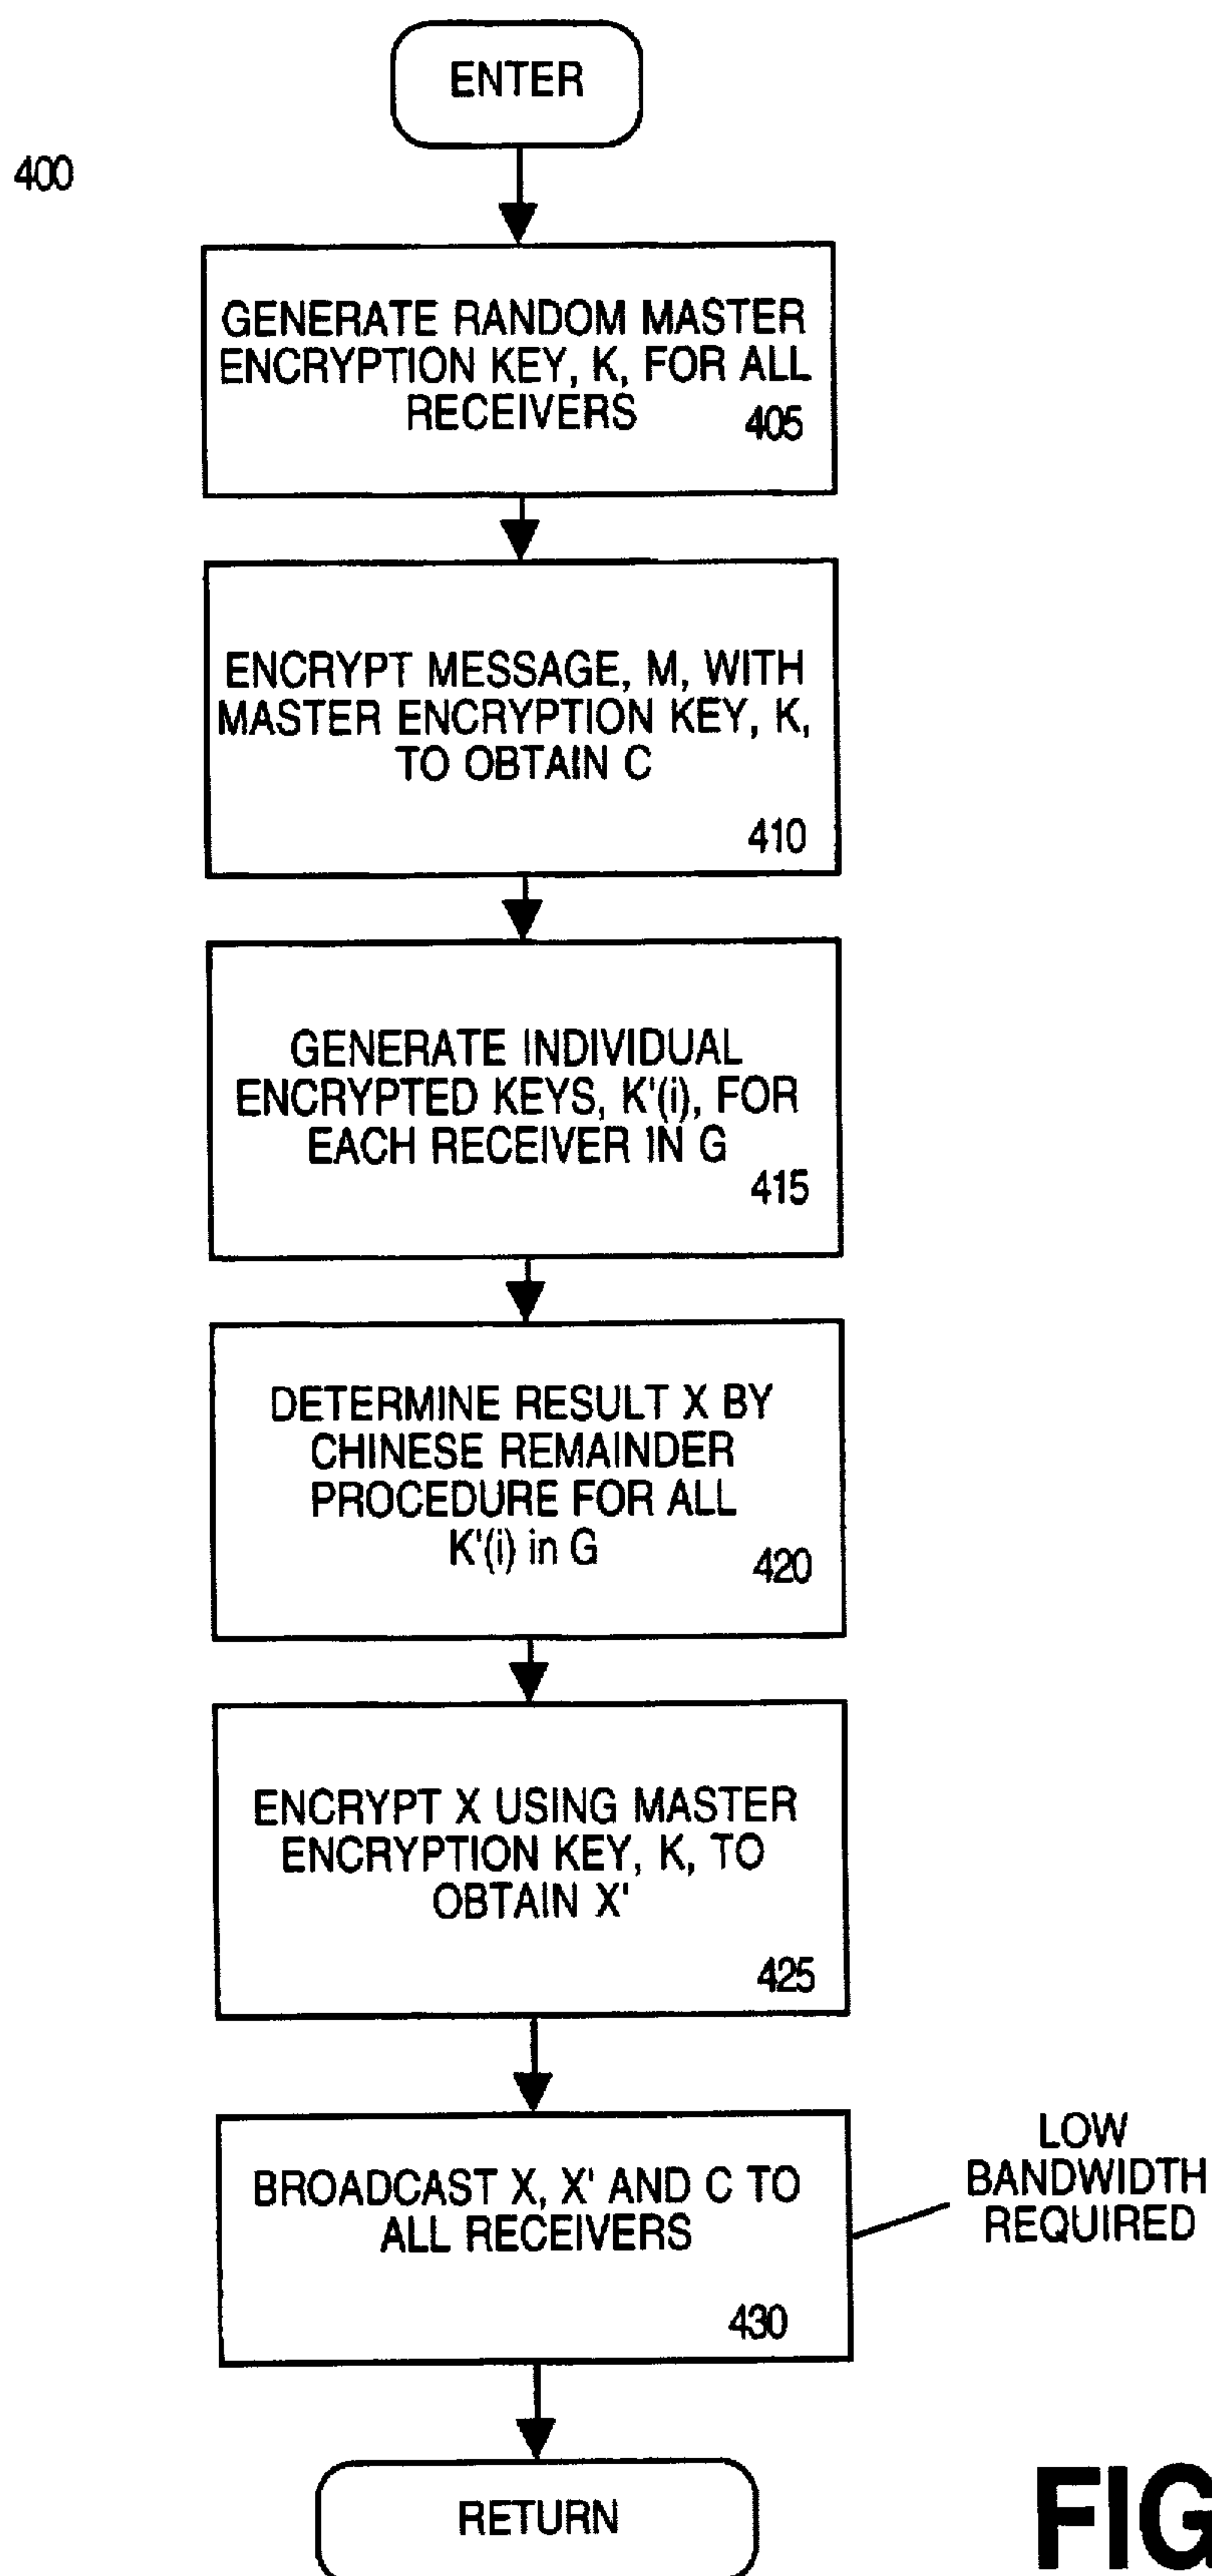 ENTER
400
GENERATE RANDOM MASTER
ENCRYPTION KEY, K, FOR ALL
RECEIVERS
405
ENCRYPT MESSAGE, M, WITH
MASTER ENCRYPTION KEY, K,
TO OBTAIN C
410
GENERATE INDIVIDUAL
ENCRYPTED KEYS, K'(i), FOR
EACH RECEIVER IN G
415
DETERMINE RESULT X BY
CHINESE REMAINDER
PROCEDURE FOR ALL
K'(i) in G
420
ENCRYPT X USING MASTER
ENCRYPTION KEY, K, TO
OBTAIN X'
425
BROADCAST X, X' AND C TO
ALL RECEIVERS
430
LOW
BANDWIDTH
REQUIRED
RETURN
FIG